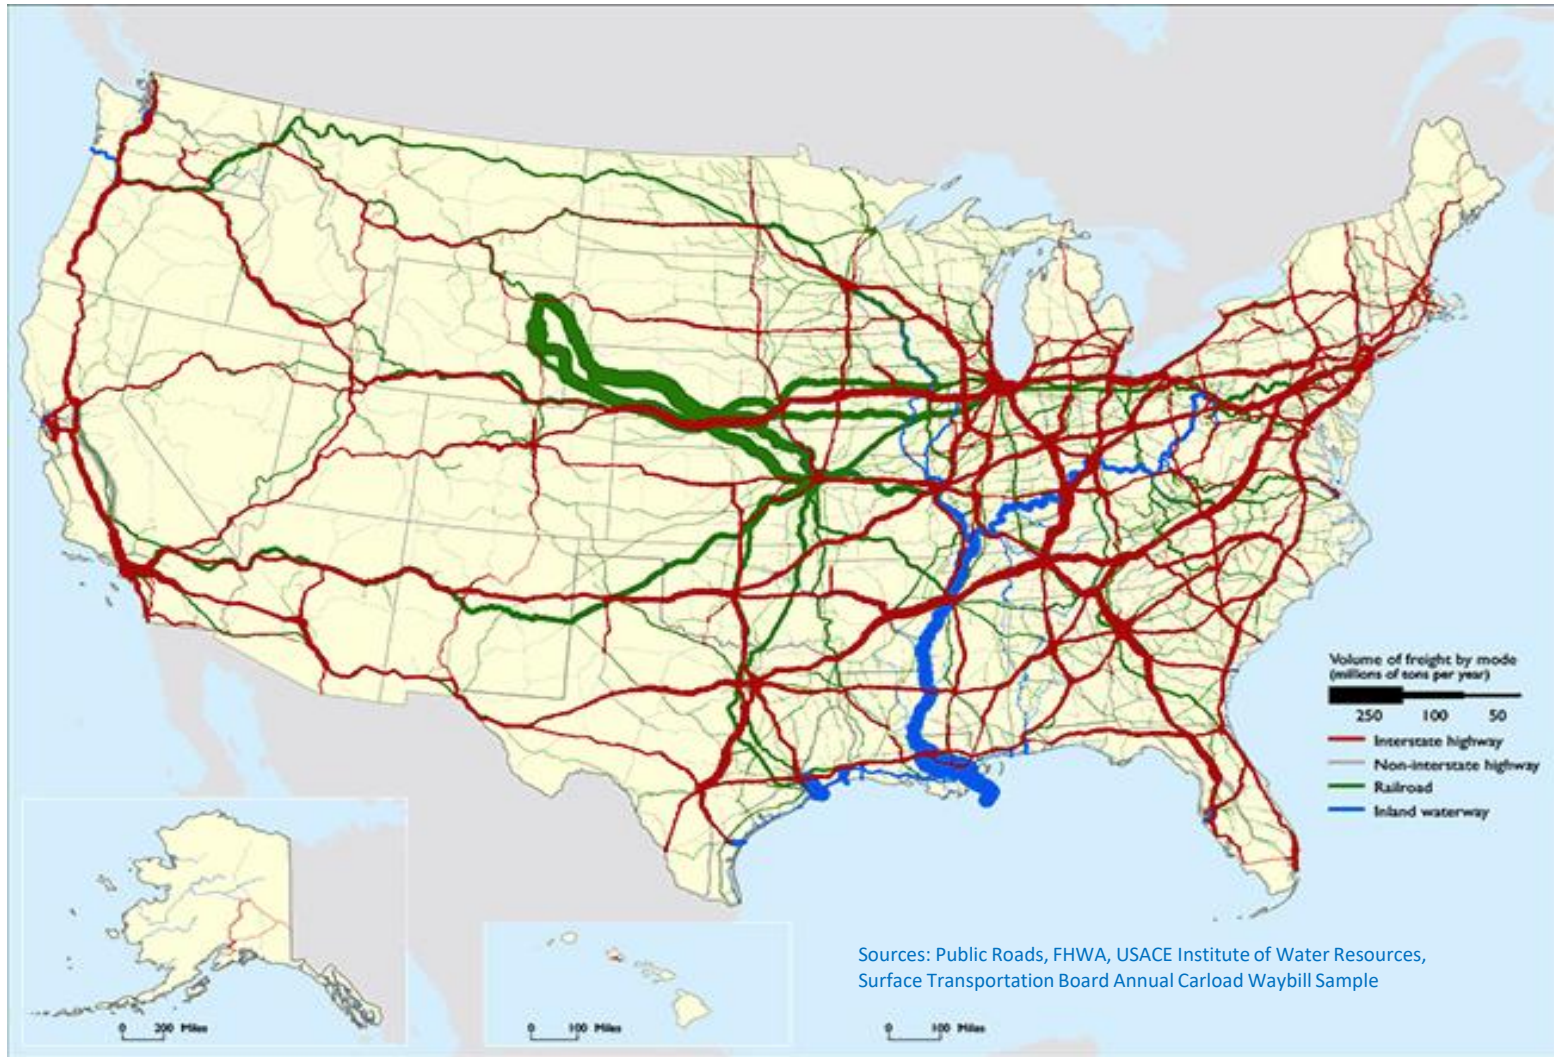 Volume of freight by mode
(millions of tons per year)
250 100 50
Interstate highway
Non-interstate highway
Railroad
Inland waterway
Sources: Public Roads, FHWA, USACE Institute of Water Resources,
Surface Transportation Board Annual Carload Waybill Sample
0 200 Miles
0 100 Miles
0 100 Miles